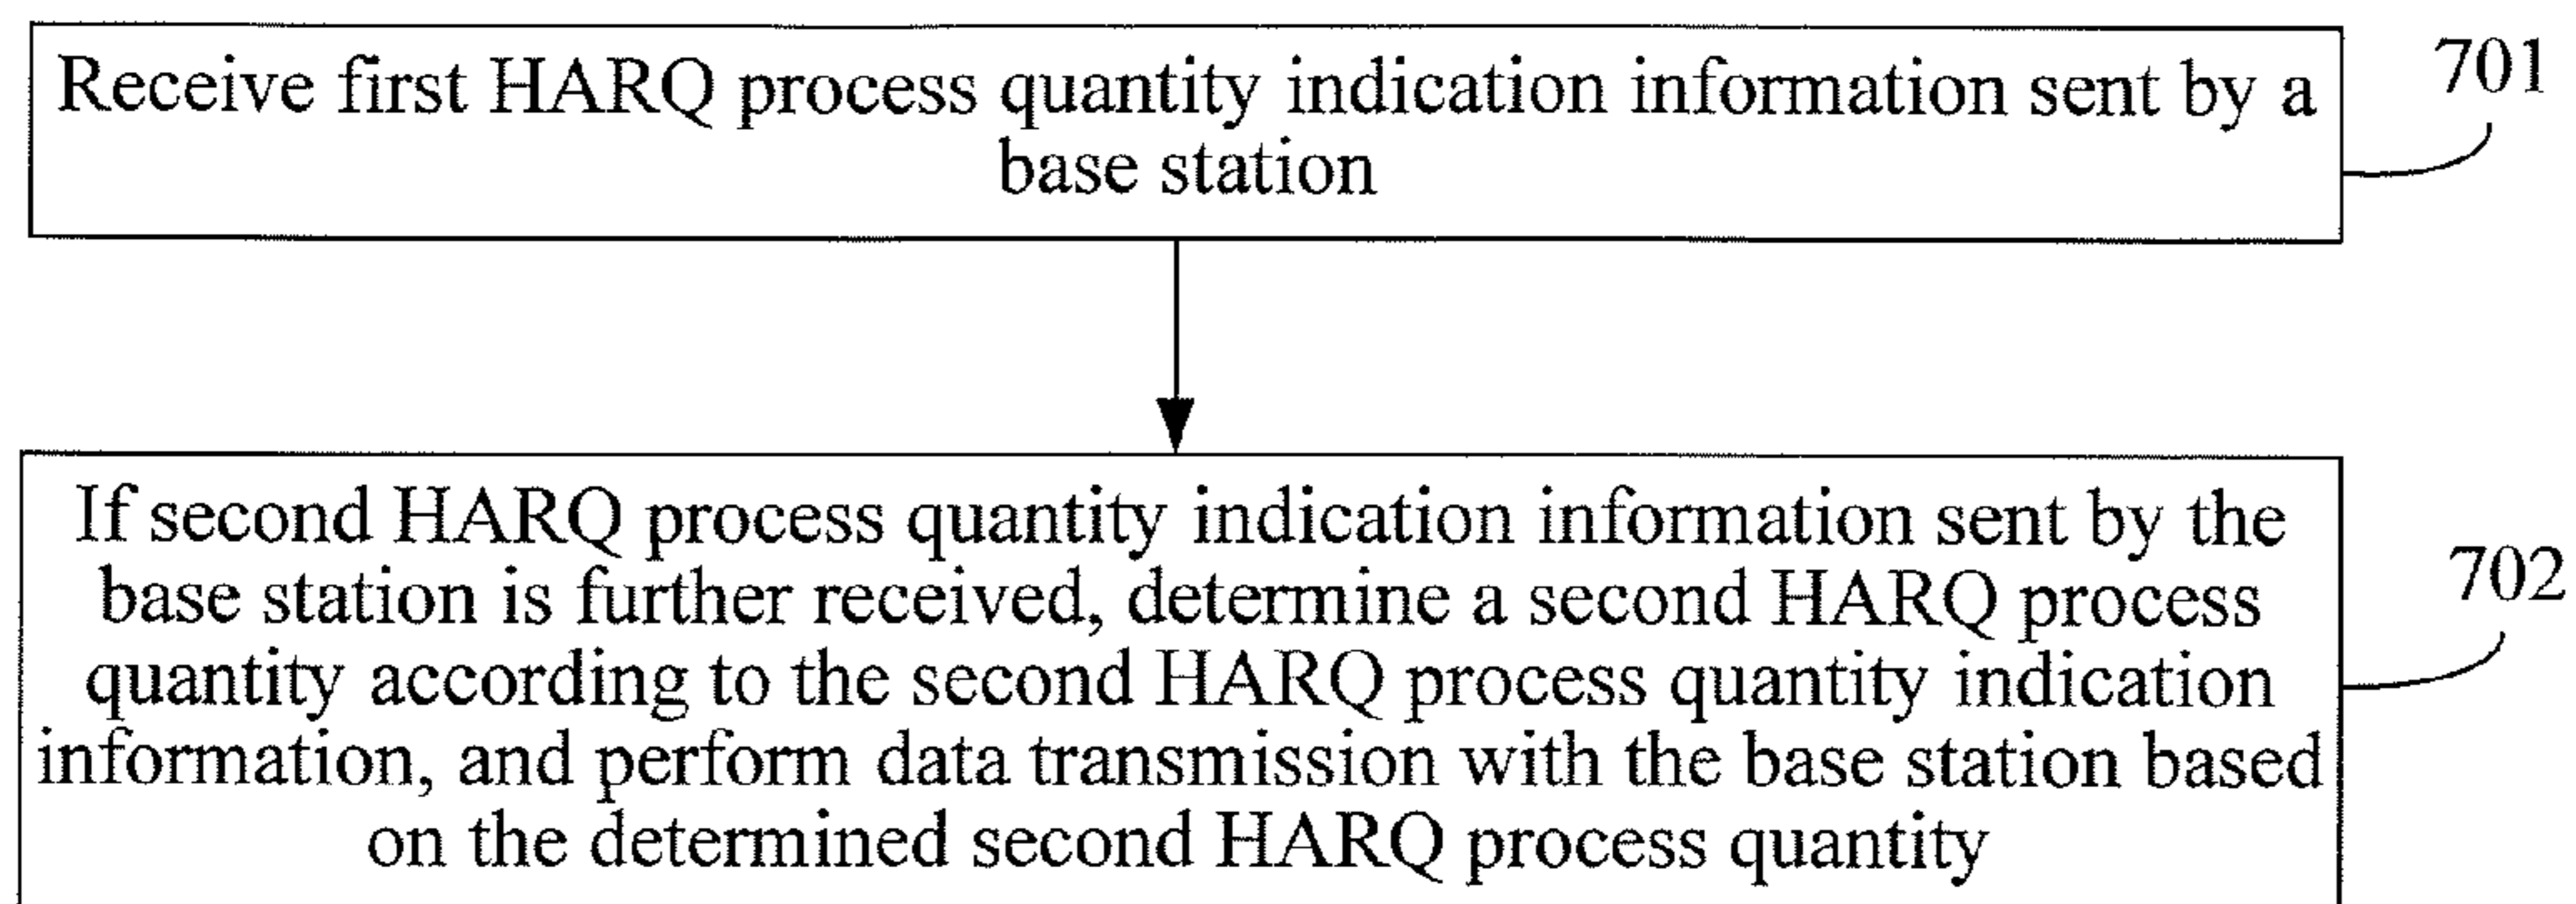 Receive first HARQ process quantity indication information sent by a
base station
701
If second HARQ process quantity indication information sent by the
base station is further received, determine a second HARQ process
quantity according to the second HARQ process quantity indication
information, and perform data transmission with the base station based
on the determined second HARQ process quantity
702